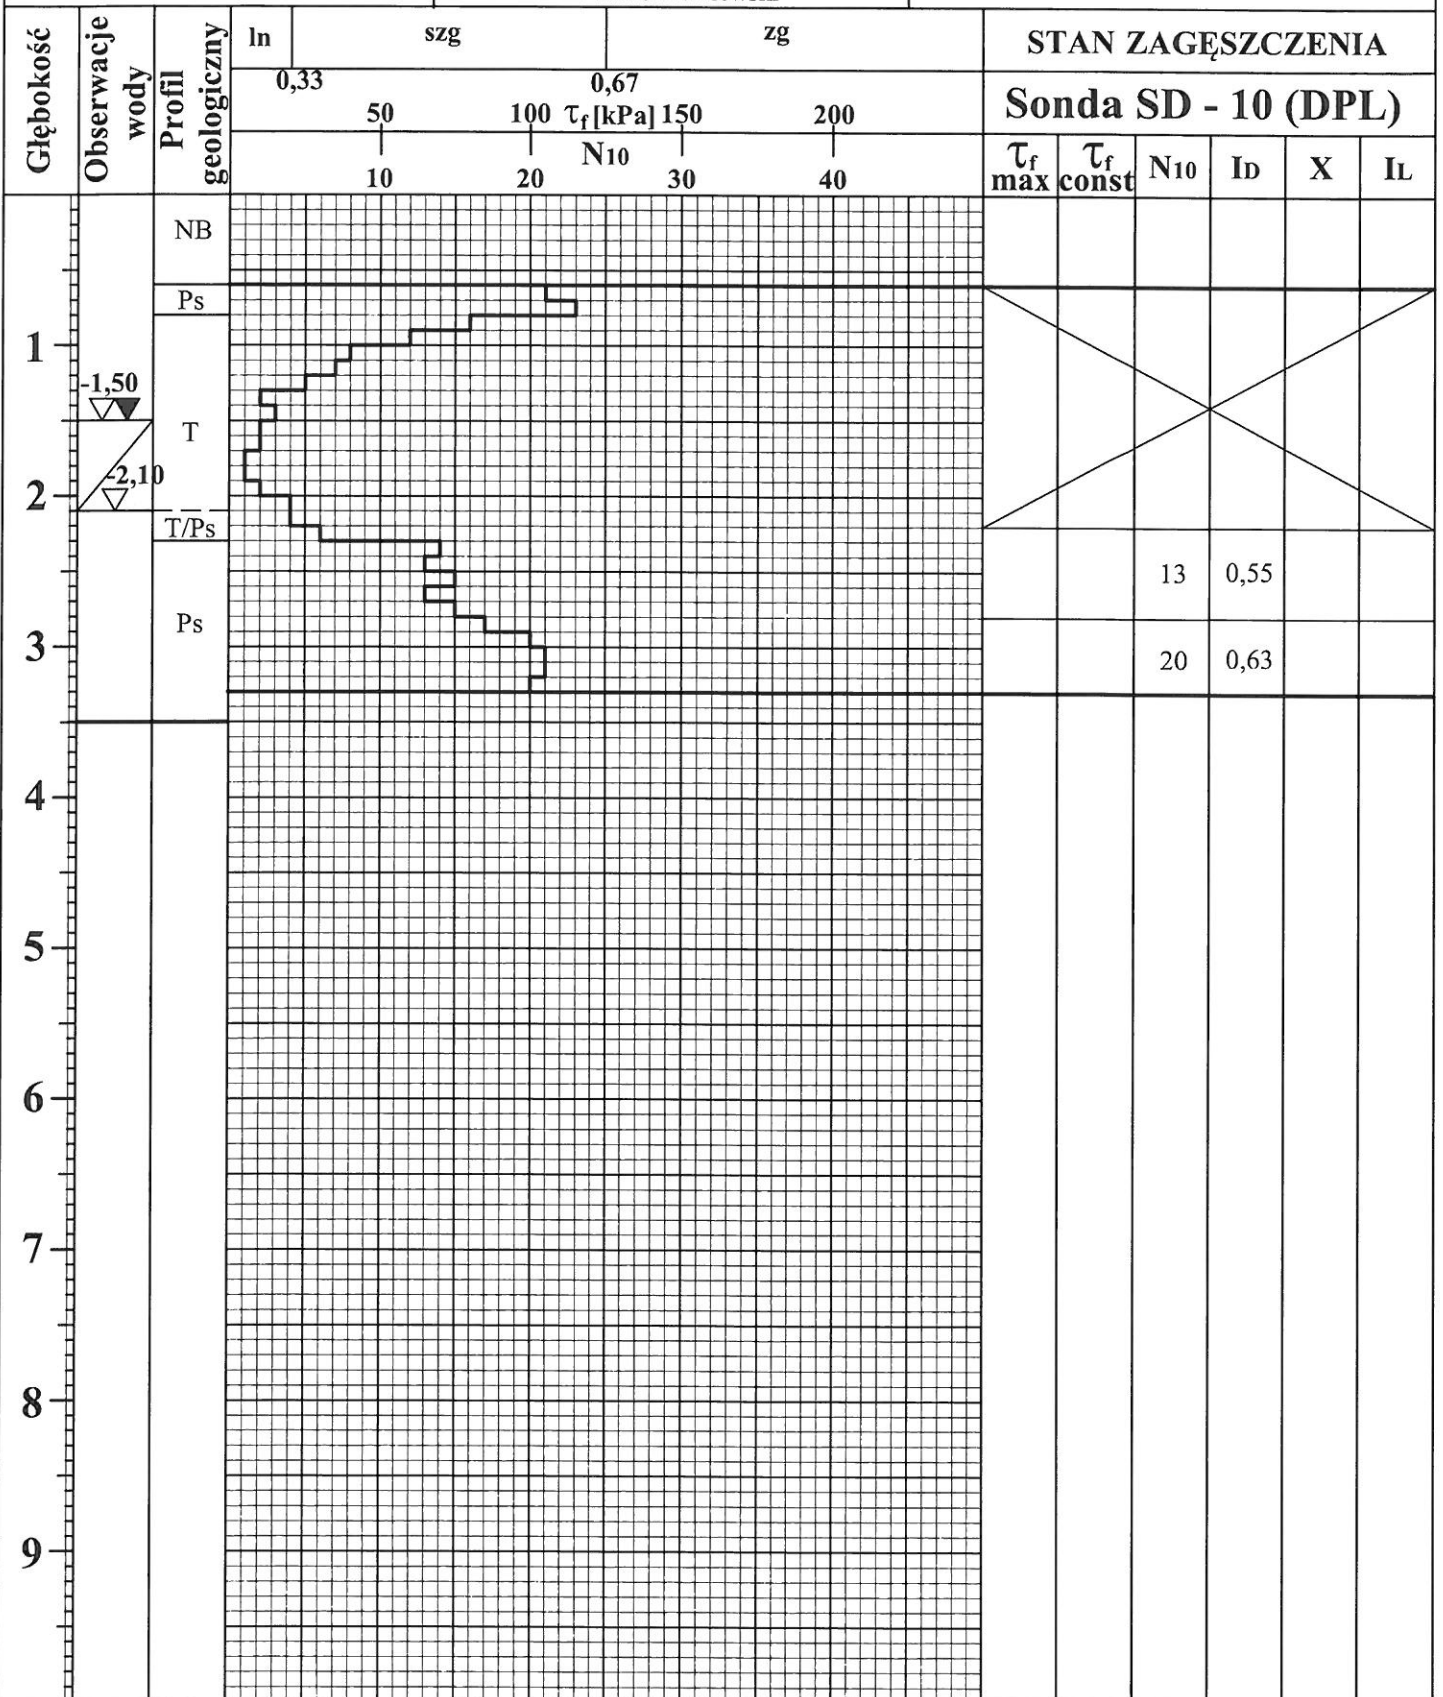 Głębokość
Obserwacje
wody
Profil
geologiczny
ln szg zg
0,33 0,67
50 100 τf [kPa] 150 200
N10
10 20 30 40
STAN ZAGĘSZCZENIA
Sonda SD - 10 (DPL)
τf max τf const N10 ID X IL
NB
Ps
1
-1,50
T
-2,10
2
T/Ps
13 0,55
Ps
3
20 0,63
4
5
6
7
8
9